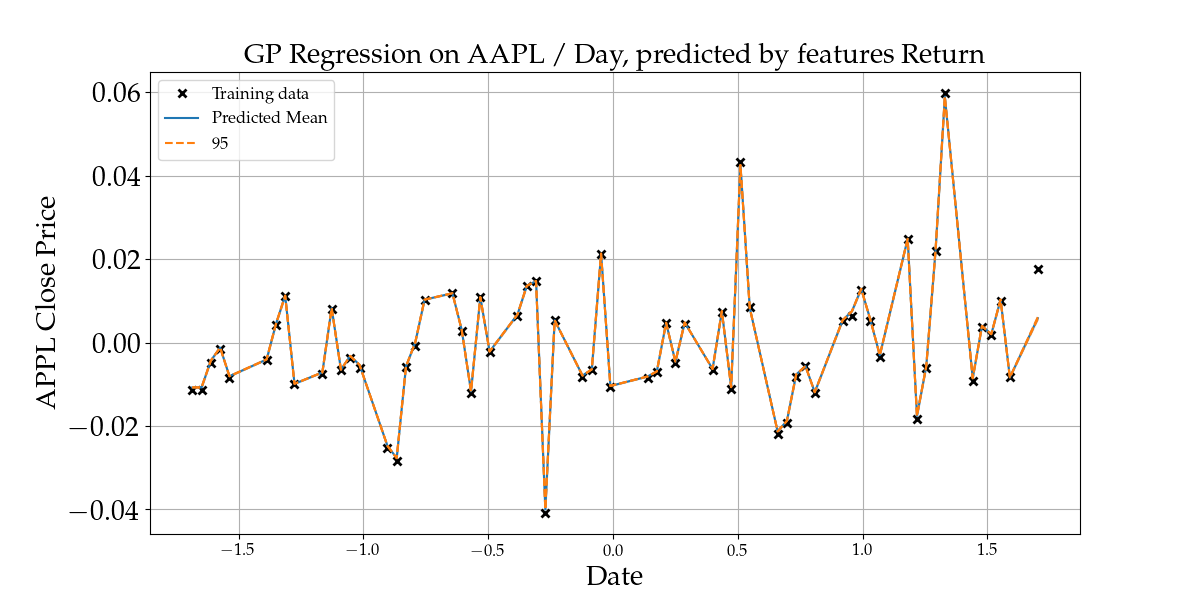 GP Regression on AAPL / Day, predicted by features Return
Training data
Predicted Mean
95
0.06
0.04
0.02
0.00
−0.02
−0.04
APPL Close Price
−1.5 −1.0 −0.5 0.0 0.5 1.0 1.5
Date